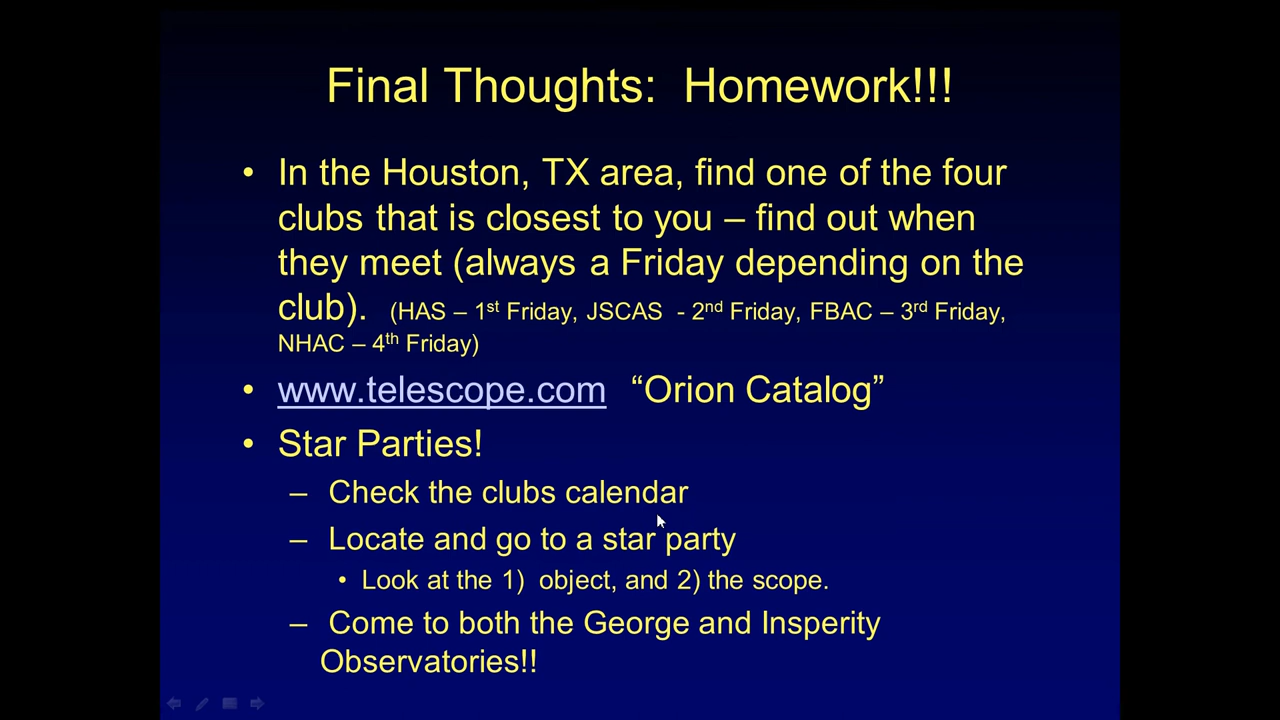 Final Thoughts:  Homework!!!
• In the Houston, TX area, find one of the four
clubs that is closest to you – find out when
they meet (always a Friday depending on the
club).  (HAS – 1st Friday, JSCAS  - 2nd Friday, FBAC – 3rd Friday,
NHAC – 4th Friday)
• www.telescope.com  “Orion Catalog”
• Star Parties!
– Check the clubs calendar
– Locate and go to a star party
• Look at the 1)  object, and 2) the scope.
– Come to both the George and Insperity
Observatories!!